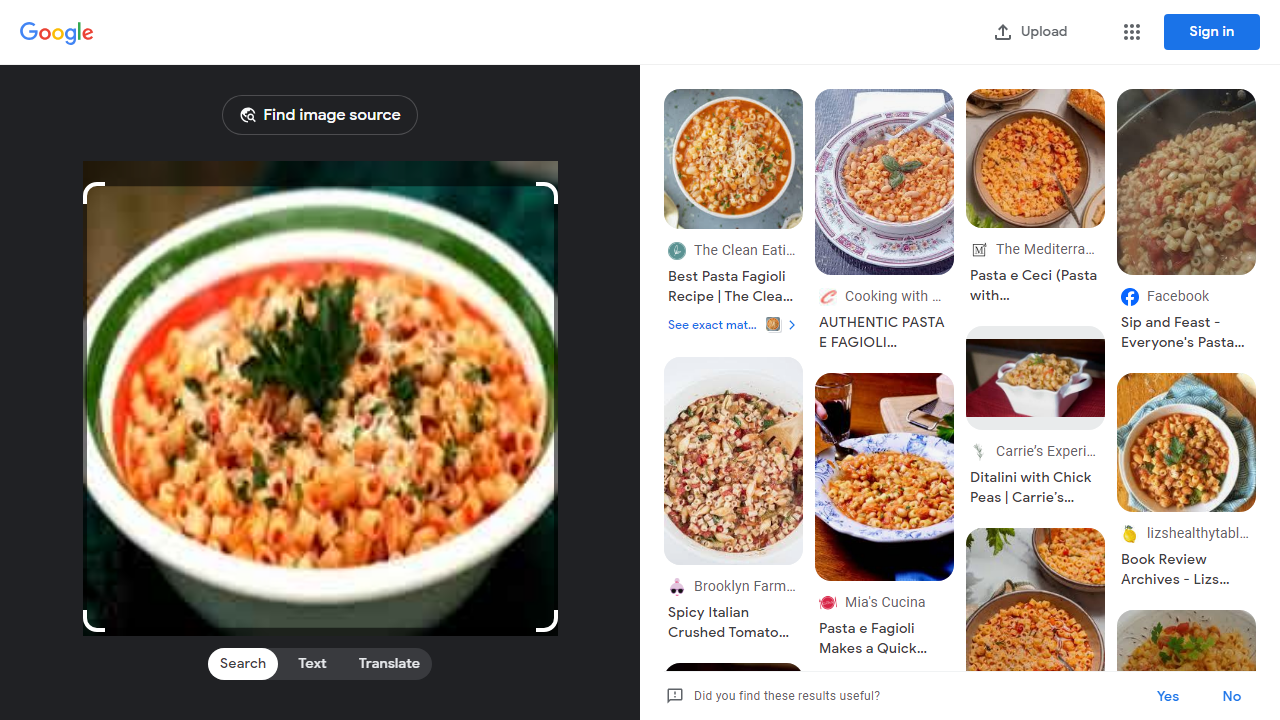 Google
Upload
Sign in
Find image source
Search
Text
Translate
The Clean Eati...
Best Pasta Fagioli
Recipe | The Clea...
See exact mat...
Brooklyn Farm...
Spicy Italian
Crushed Tomato...
Cooking with ...
AUTHENTIC PASTA
E FAGIOLI...
Mia's Cucina
Pasta e Fagioli
Makes a Quick...
The Mediterra...
Pasta e Ceci (Pasta
with...
Carrie's Experi...
Ditalini with Chick
Peas | Carrie's...
Facebook
Sip and Feast -
Everyone's Pasta...
lizshealthytabl...
Book Review
Archives - Lizs...
Did you find these results useful?
Yes
No